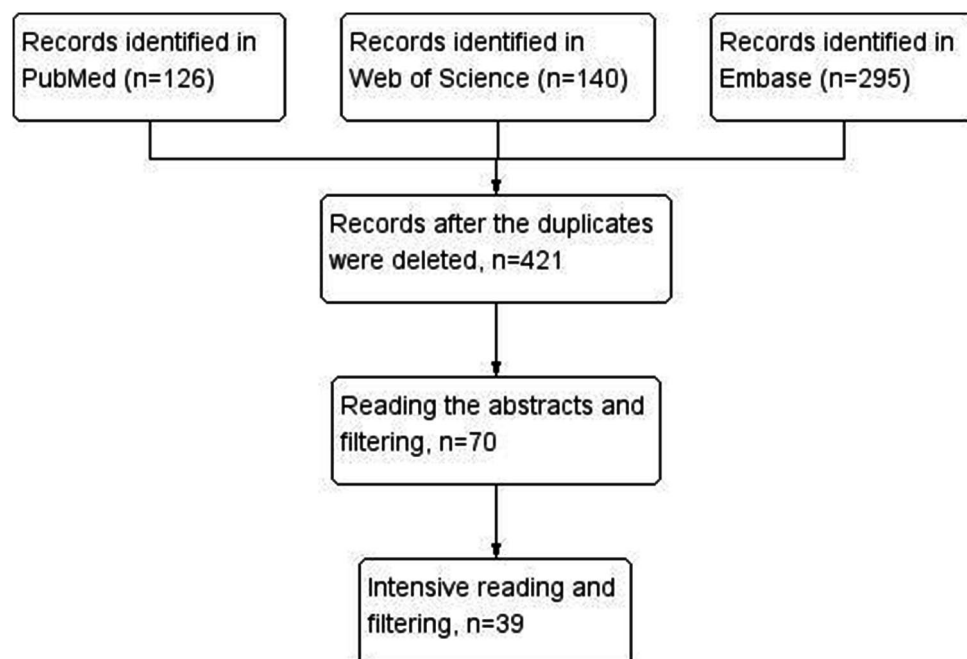 Records identified in
PubMed (n=126)
Records identified in
Web of Science (n=140)
Records identified in
Embase (n=295)
Records after the duplicates
were deleted, n=421
Reading the abstracts and
filtering, n=70
Intensive reading and
filtering, n=39